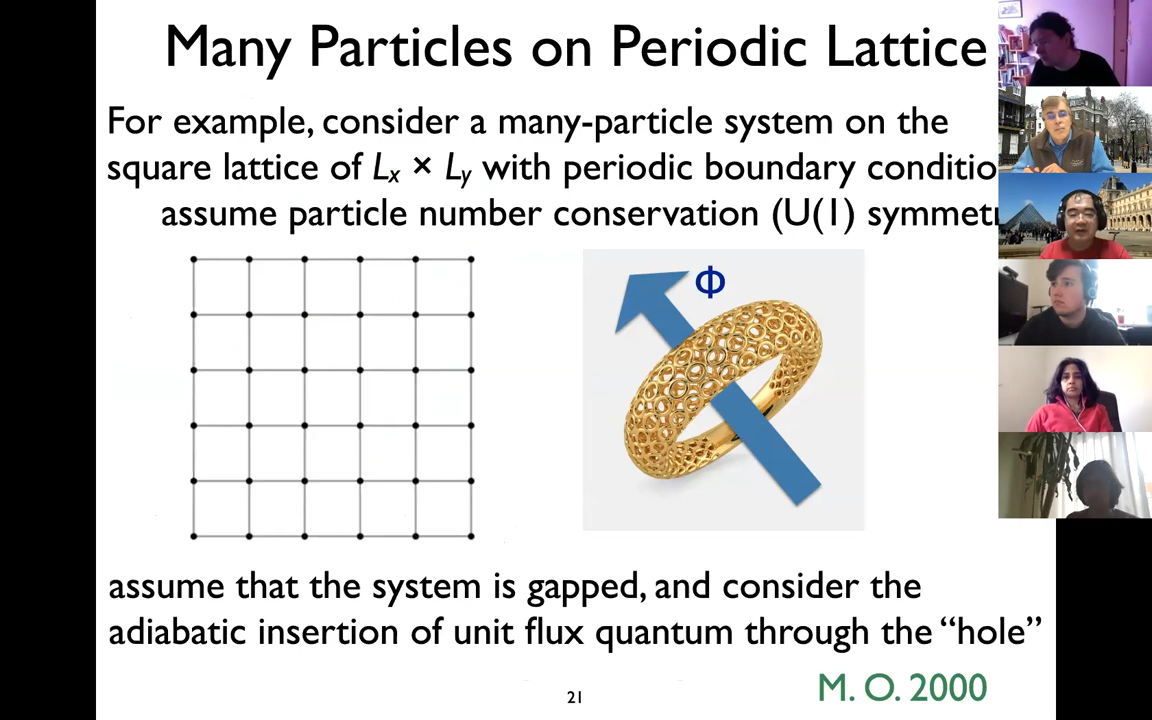 Many Particles on Periodic Lattice
For example, consider a many-particle system on the
square lattice of Lx × Ly with periodic boundary conditio
assume particle number conservation (U(1) symmetr
Φ
assume that the system is gapped, and consider the
adiabatic insertion of unit flux quantum through the “hole”
M. O. 2000
21